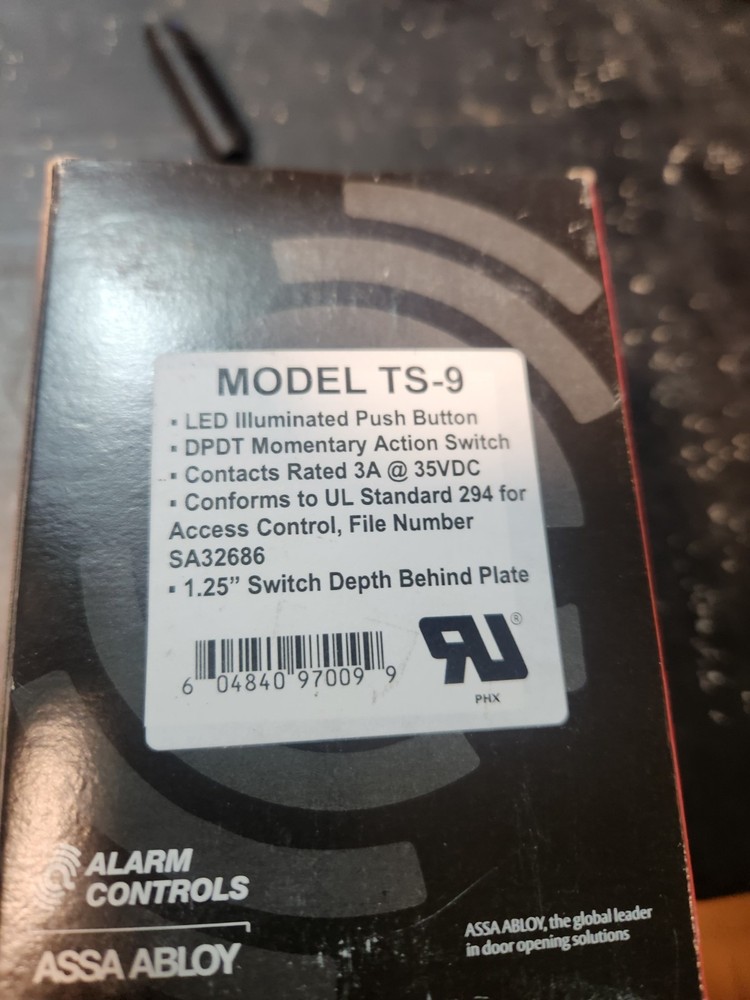 MODEL TS-9
▪ LED Illuminated Push Button
▪ DPDT Momentary Action Switch
▪ Contacts Rated 3A @ 35VDC
▪ Conforms to UL Standard 294 for
Access Control, File Number
SA32686
▪ 1.25” Switch Depth Behind Plate
6 04840 97009 9
RU®
PHX
ALARM
CONTROLS
ASSA ABLOY
ASSA ABLOY, the global leader
in door opening solutions